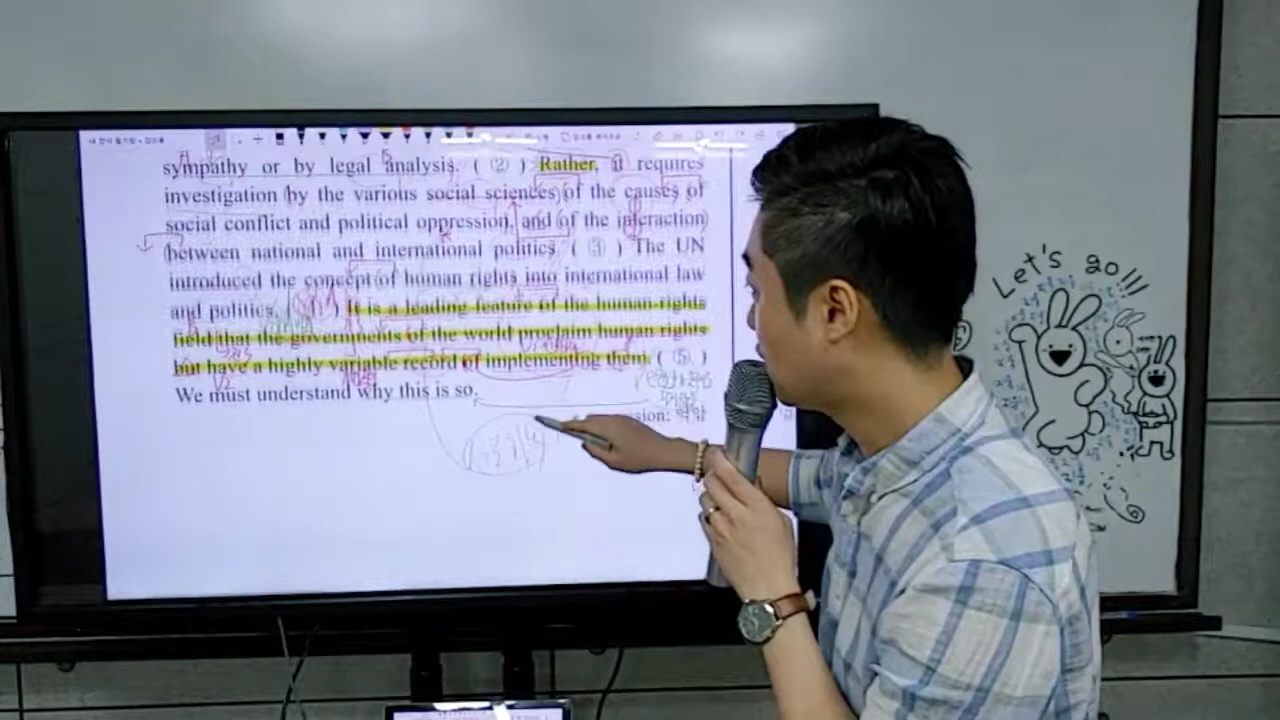 sympathy or by legal analysis. ( ② ) Rather, it requires
investigation by the various social sciences of the causes of
social conflict and political oppression, and of the interaction
between national and international politics. ( ③ ) The UN
introduced the concept of human rights into international law
and politics. It is a leading feature of the human rights
field that the governments of the world proclaim human rights
but have a highly variable record of implementing them. ( ⑤ )
We must understand why this is so.
ssion: 억압
Let's go!!!